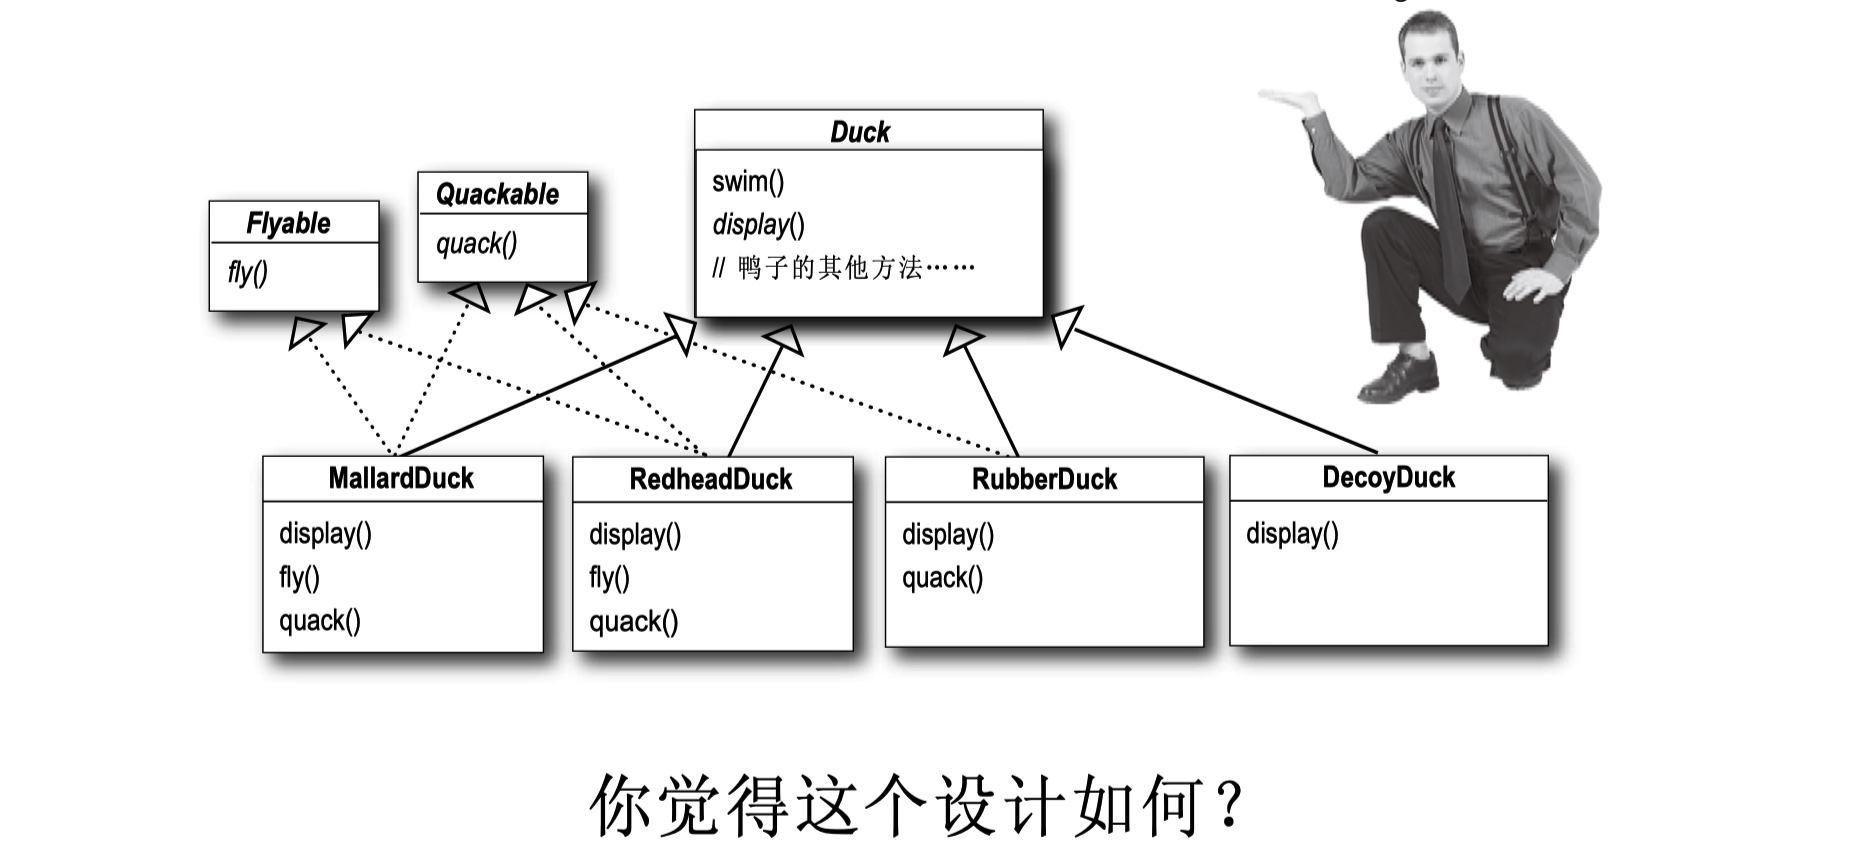 Duck
swim()
display()
// 鸭子的其他方法……
Quackable
quack()
Flyable
fly()
MallardDuck
display()
fly()
quack()
RedheadDuck
display()
fly()
quack()
RubberDuck
display()
quack()
DecoyDuck
display()
你觉得这个设计如何?